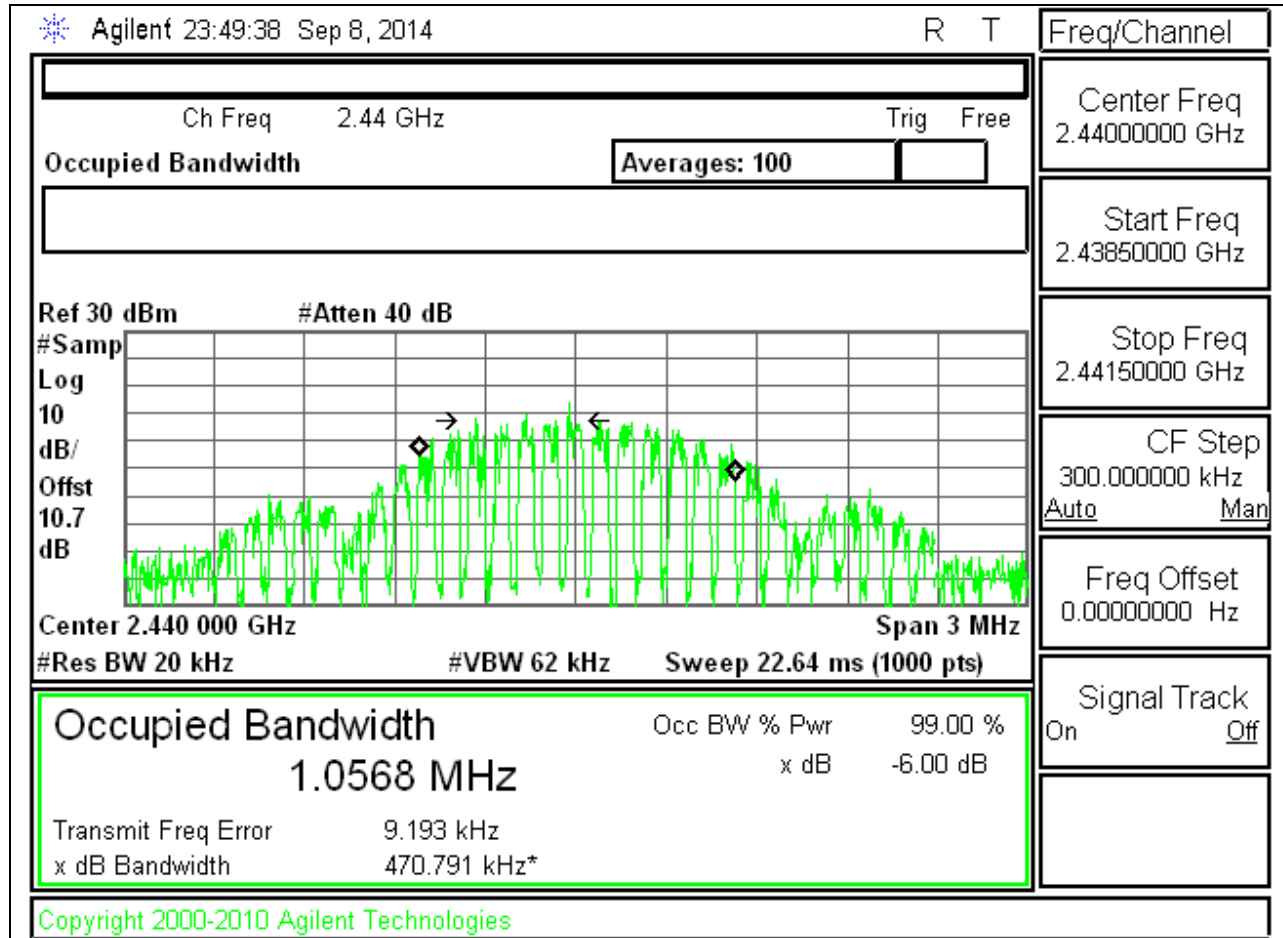 Agilent 23:49:38 Sep 8, 2014 R T
Ch Freq 2.44 GHz Trig Free
Occupied Bandwidth Averages: 100
Ref 30 dBm #Atten 40 dB
#Samp
Log
10
dB/
Offst
10.7
dB
Center 2.440 000 GHz Span 3 MHz
#Res BW 20 kHz #VBW 62 kHz Sweep 22.64 ms (1000 pts)
Occupied Bandwidth Occ BW % Pwr 99.00 %
1.0568 MHz x dB -6.00 dB
Transmit Freq Error 9.193 kHz
x dB Bandwidth 470.791 kHz*
Copyright 2000-2010 Agilent Technologies
Freq/Channel
Center Freq
2.44000000 GHz
Start Freq
2.43850000 GHz
Stop Freq
2.44150000 GHz
CF Step
300.000000 kHz
Auto Man
Freq Offset
0.00000000 Hz
Signal Track
On Off